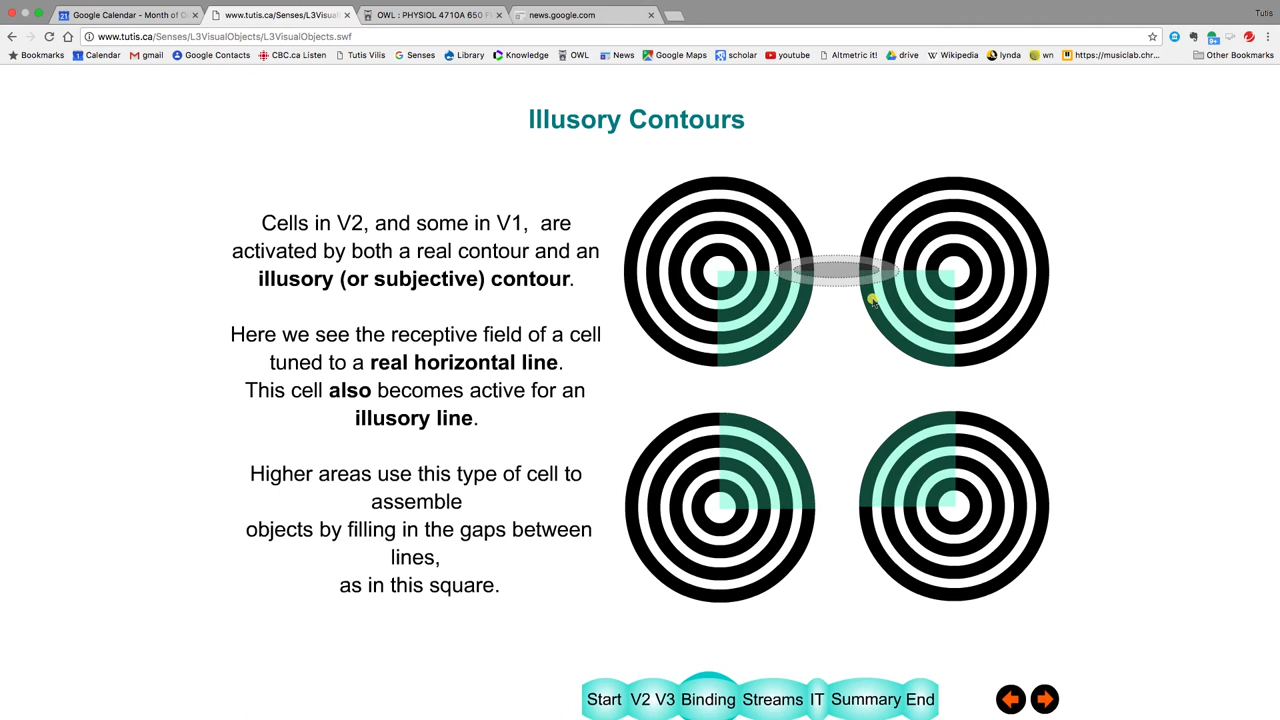 Google Calendar - Month of O
www.tutis.ca/Senses/L3Visual
OWL : PHYSIOL 4710A 650 F
news.google.com
Tutis
www.tutis.ca/Senses/L3VisualObjects/L3VisualObjects.swf
Bookmarks Calendar gmail Google Contacts CBC.ca Listen Tutis Vilis Senses Library Knowledge OWL News Google Maps scholar youtube Altmetric it! drive Wikipedia lynda wn https://musiclab.chr... Other Bookmarks
Illusory Contours
Cells in V2, and some in V1, are
activated by both a real contour and an
illusory (or subjective) contour.
Here we see the receptive field of a cell
tuned to a real horizontal line.
This cell also becomes active for an
illusory line.
Higher areas use this type of cell to
assemble
objects by filling in the gaps between
lines,
as in this square.
Start V2 V3 Binding Streams IT Summary End